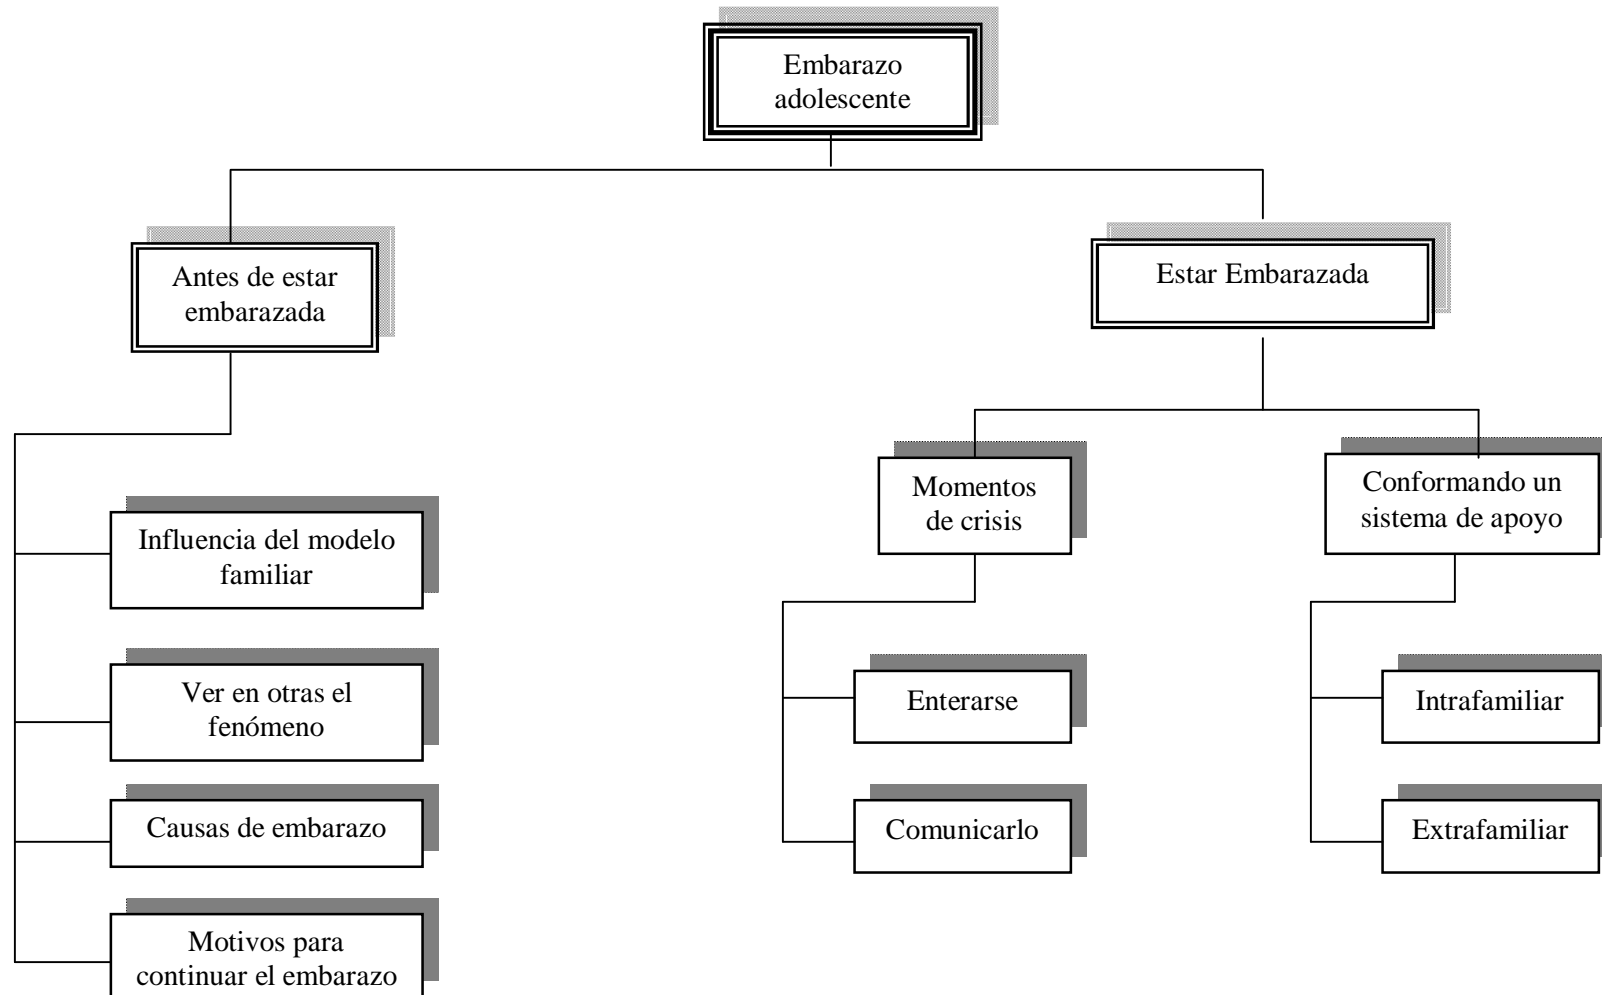 Embarazo
adolescente
Antes de estar
embarazada
Estar Embarazada
Influencia del modelo
familiar
Ver en otras el
fenómeno
Causas de embarazo
Motivos para
continuar el embarazo
Momentos
de crisis
Enterarse
Comunicarlo
Conformando un
sistema de apoyo
Intrafamiliar
Extrafamiliar